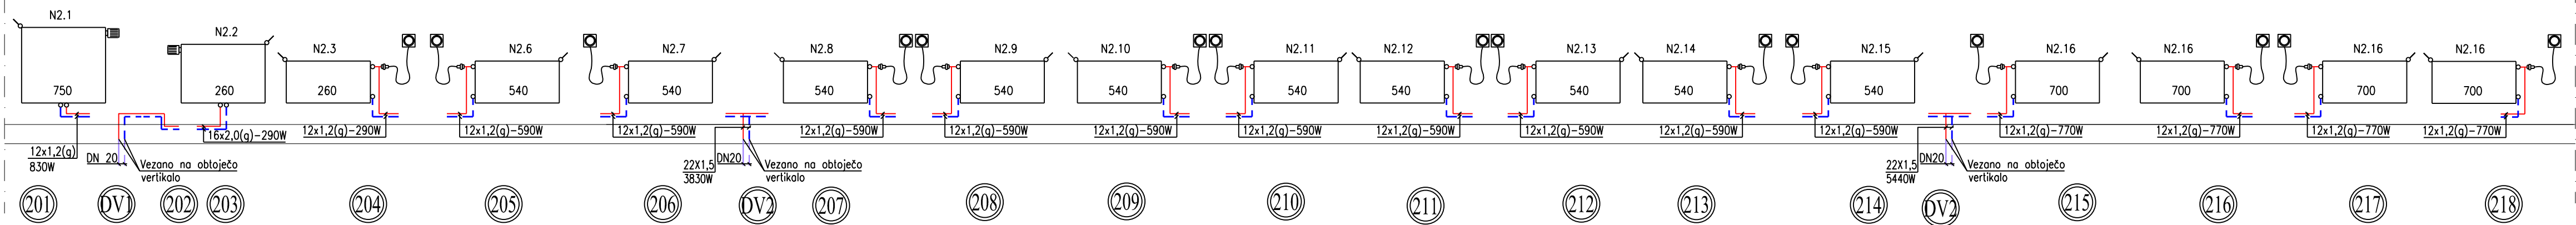 N2.1
N2.2
N2.3
N2.6
N2.7
N2.8
N2.9
N2.10
N2.11
N2.12
N2.13
N2.14
N2.15
N2.16
N2.16
N2.16
N2.16
750
260
260
540
540
540
540
540
540
540
540
540
540
700
700
700
700
12x1,2(g)
830W
16x2,0(g)-290W
12x1,2(g)-290W
12x1,2(g)-590W
12x1,2(g)-590W
12x1,2(g)-590W
12x1,2(g)-590W
12x1,2(g)-590W
12x1,2(g)-590W
12x1,2(g)-590W
12x1,2(g)-590W
12x1,2(g)-590W
12x1,2(g)-590W
12x1,2(g)-770W
12x1,2(g)-770W
12x1,2(g)-770W
12x1,2(g)-770W
DN 20
Vezano na obtoječo
vertikalo
22X1,5
3830W
DN20
Vezano na obtoječo
vertikalo
22X1,5
5440W
DN20
Vezano na obtoječo
vertikalo
201
DV1
202
203
204
205
206
DV2
207
208
209
210
211
212
213
214
DV2
215
216
217
218